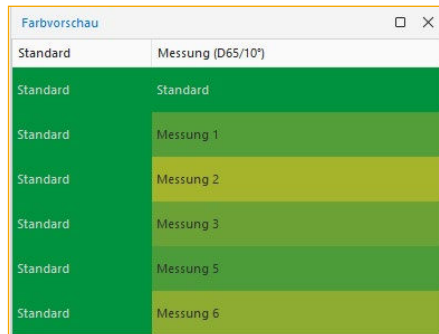 Farbvorschau
Standard Messung (D65/10°)
Standard Standard
Standard Messung 1
Standard Messung 2
Standard Messung 3
Standard Messung 5
Standard Messung 6